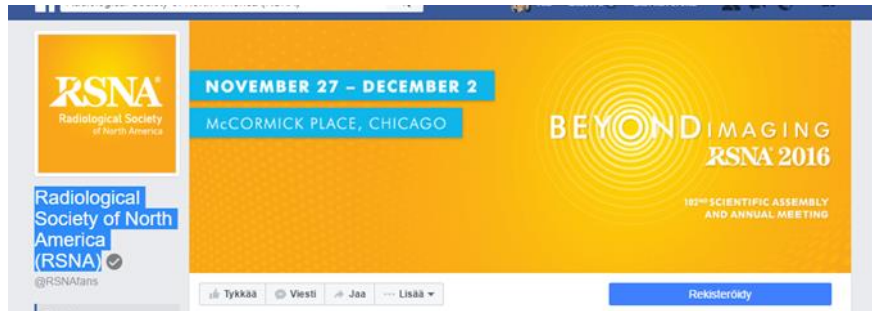 RSNA
Radiological Society
of North America
NOVEMBER 27 – DECEMBER 2
McCORMICK PLACE, CHICAGO
BEYOND IMAGING
RSNA 2016
102ND SCIENTIFIC ASSEMBLY
AND ANNUAL MEETING
Radiological
Society of North
America
(RSNA)
@RSNAfans
Tykkää
Viesti
Jaa
Lisää
Rekisteröidy